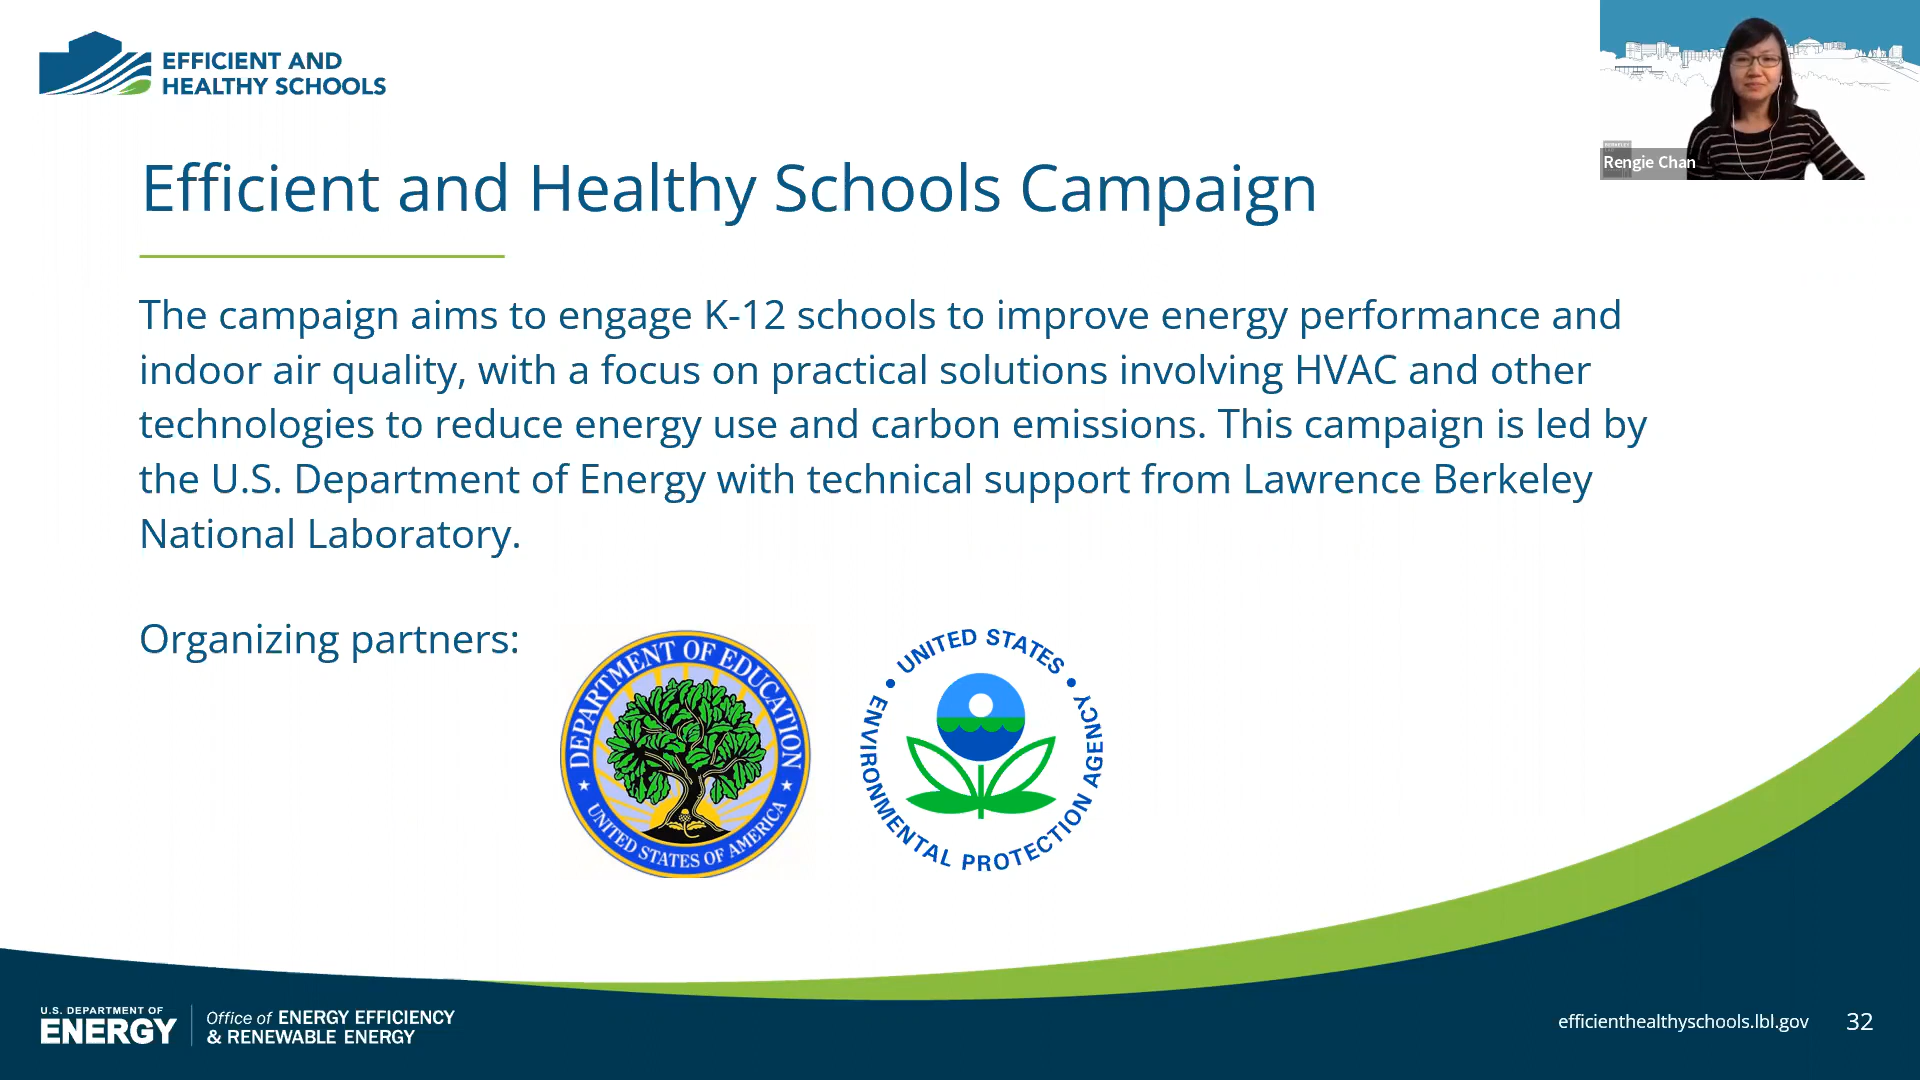 EFFICIENT AND
HEALTHY SCHOOLS
Rengie Chan
Efficient and Healthy Schools Campaign
The campaign aims to engage K-12 schools to improve energy performance and
indoor air quality, with a focus on practical solutions involving HVAC and other
technologies to reduce energy use and carbon emissions. This campaign is led by
the U.S. Department of Energy with technical support from Lawrence Berkeley
National Laboratory.
Organizing partners:
DEPARTMENT OF EDUCATION
UNITED STATES OF AMERICA
UNITED STATES
ENVIRONMENTAL PROTECTION AGENCY
U.S. DEPARTMENT OF
ENERGY
Office of ENERGY EFFICIENCY
& RENEWABLE ENERGY
efficienthealthyschools.lbl.gov
32